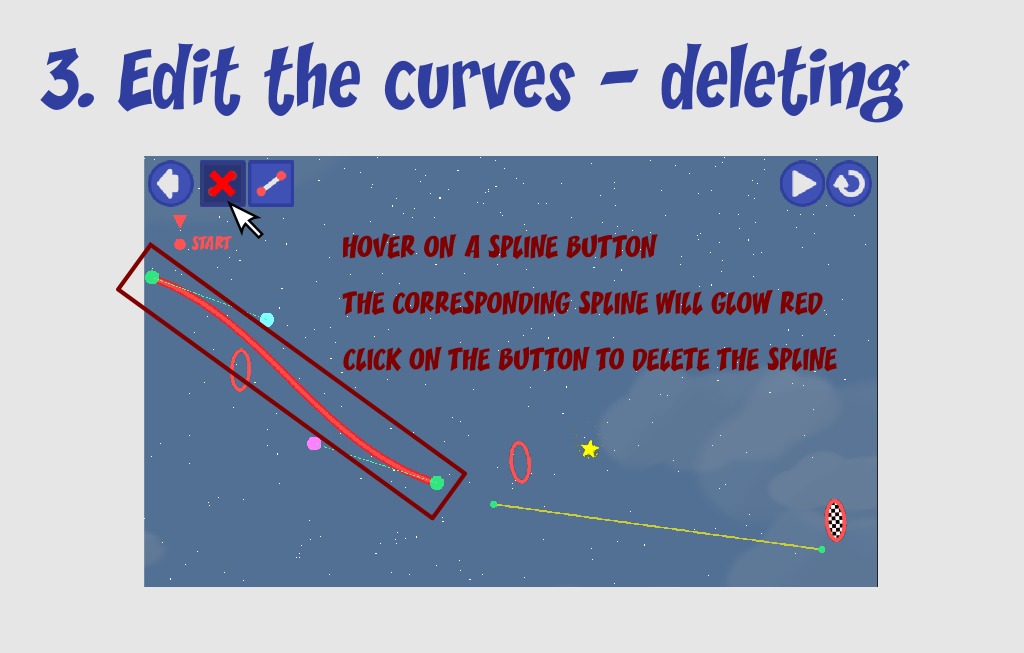 3. Edit the curves - deleting
START
HOVER ON A SPLINE BUTTON
THE CORRESPONDING SPLINE WILL GLOW RED
CLICK ON THE BUTTON TO DELETE THE SPLINE